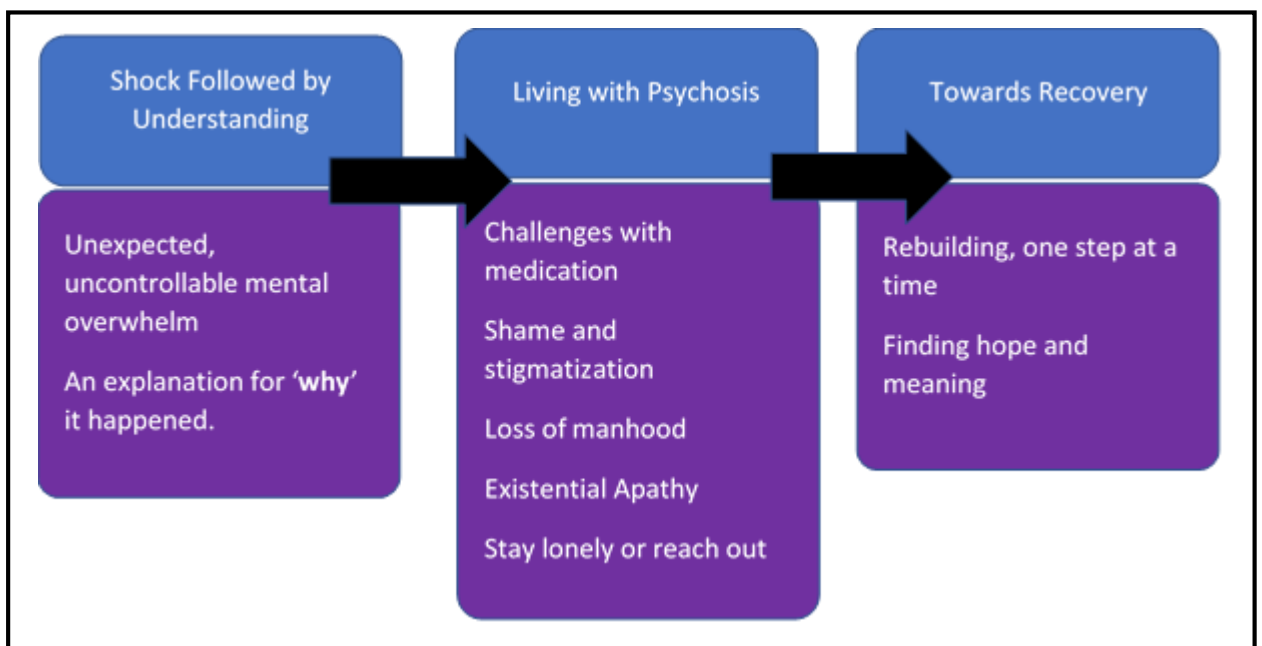 Shock Followed by
Understanding
Unexpected,
uncontrollable mental
overwhelm
An explanation for ‘why’
it happened.
Living with Psychosis
Challenges with
medication
Shame and
stigmatization
Loss of manhood
Existential Apathy
Stay lonely or reach out
Towards Recovery
Rebuilding, one step at a
time
Finding hope and
meaning